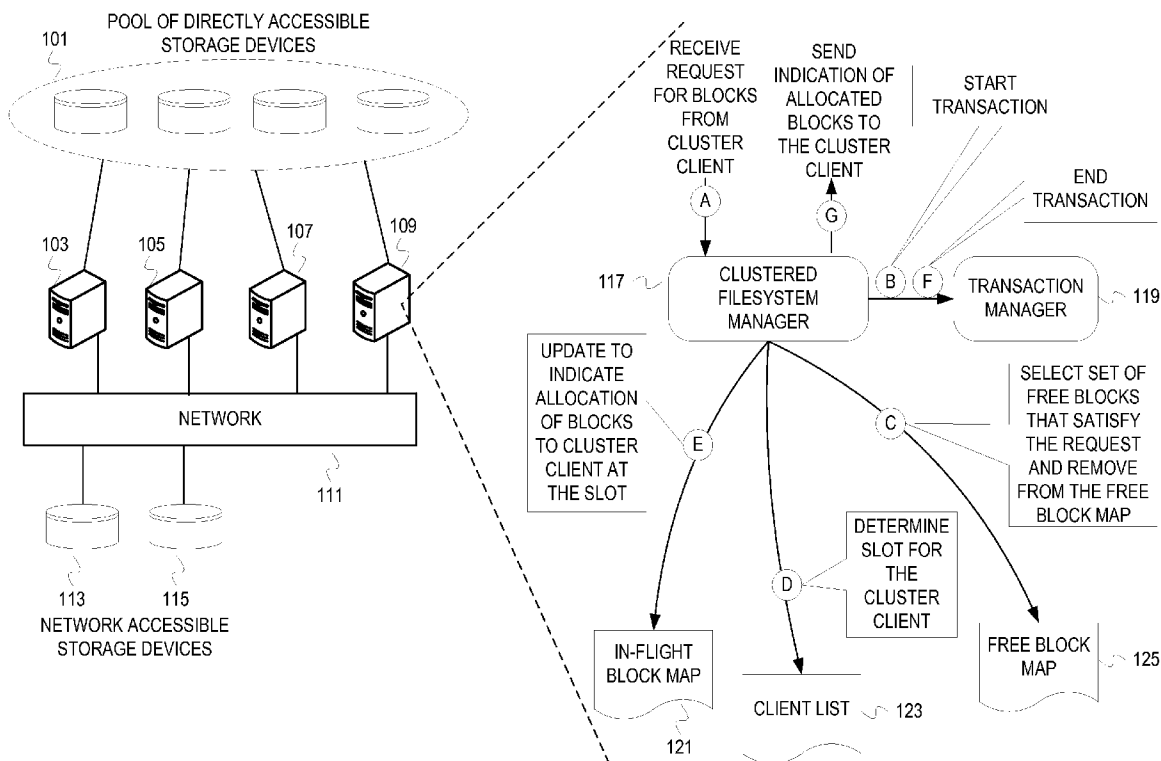 POOL OF DIRECTLY ACCESSIBLE
STORAGE DEVICES
101
103
105
107
109
NETWORK
111
113
115
NETWORK ACCESSIBLE
STORAGE DEVICES
RECEIVE
REQUEST
FOR BLOCKS
FROM
CLUSTER
CLIENT
A
SEND
INDICATION OF
ALLOCATED
BLOCKS TO
THE CLUSTER
CLIENT
G
START
TRANSACTION
END
TRANSACTION
117
CLUSTERED
FILESYSTEM
MANAGER
B
F
TRANSACTION
MANAGER
119
UPDATE TO
INDICATE
ALLOCATION
OF BLOCKS
TO CLUSTER
CLIENT AT
THE SLOT
E
C
SELECT SET OF
FREE BLOCKS
THAT SATISFY
THE REQUEST
AND REMOVE
FROM THE FREE
BLOCK MAP
D
DETERMINE
SLOT FOR
THE
CLUSTER
CLIENT
IN-FLIGHT
BLOCK MAP
121
CLIENT LIST
123
FREE BLOCK
MAP
125